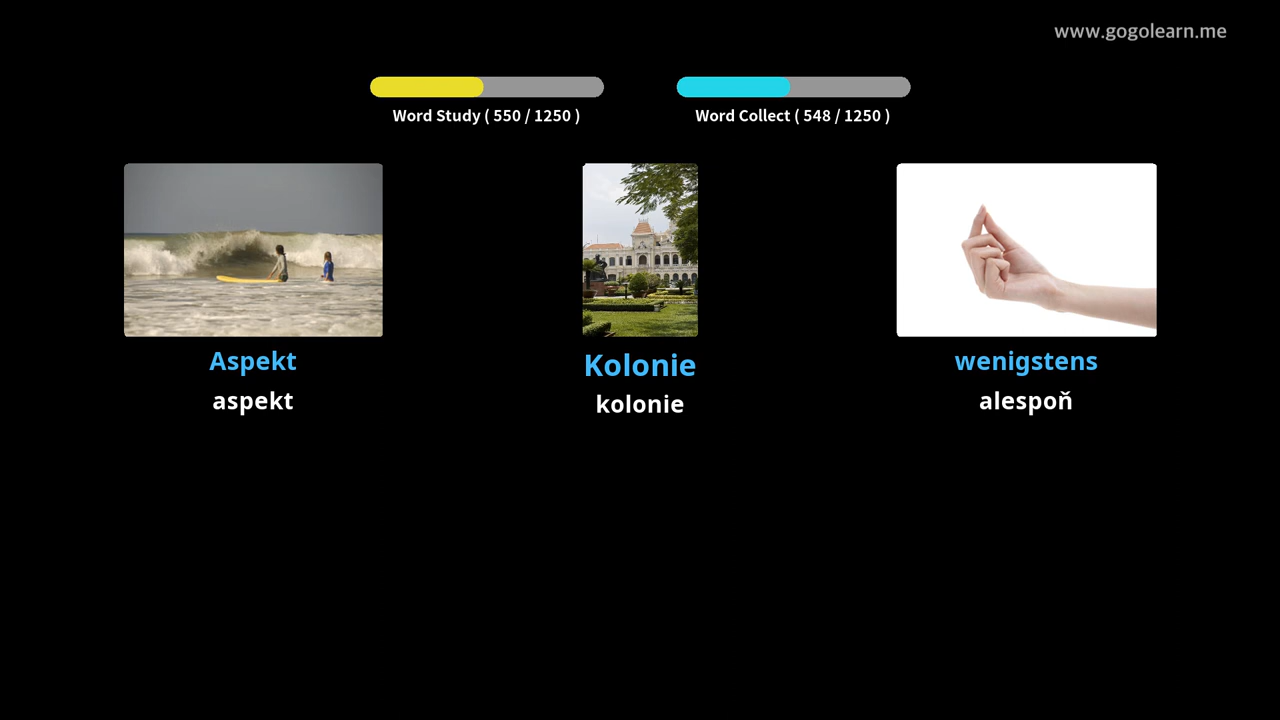 www.gogolearn.me
Word Study ( 550 / 1250 )
Word Collect ( 548 / 1250 )
Aspekt
aspekt
Kolonie
kolonie
wenigstens
alespoň